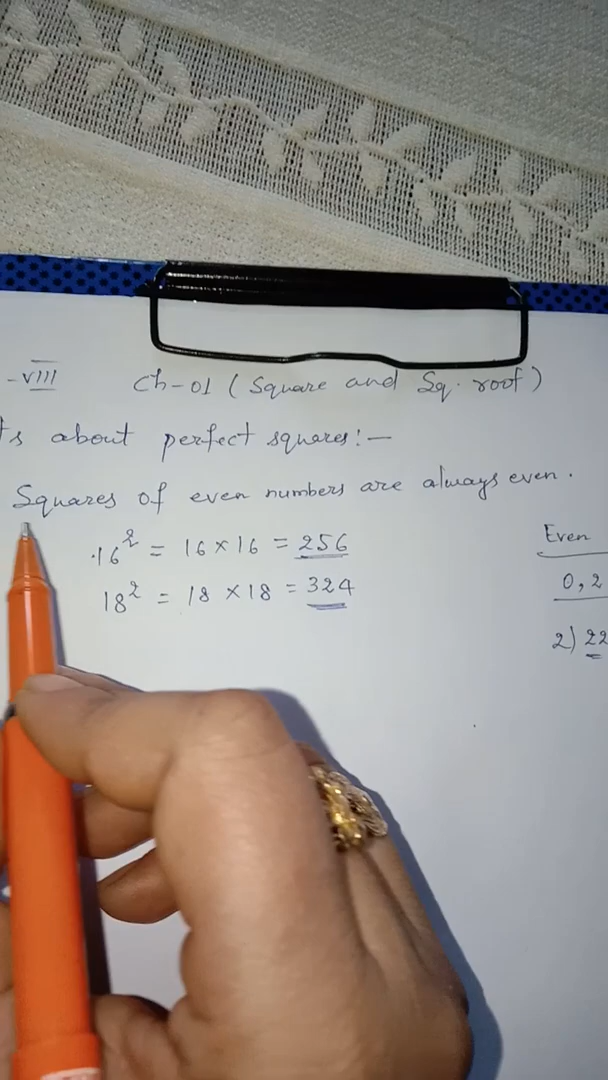 -VIII Ch-01 (Square and Sq. root)
ts about perfect squares:—
Squares of even numbers are always even.
16² = 16 × 16 = 256
18² = 18 × 18 = 324
Even
0, 2
2) 22